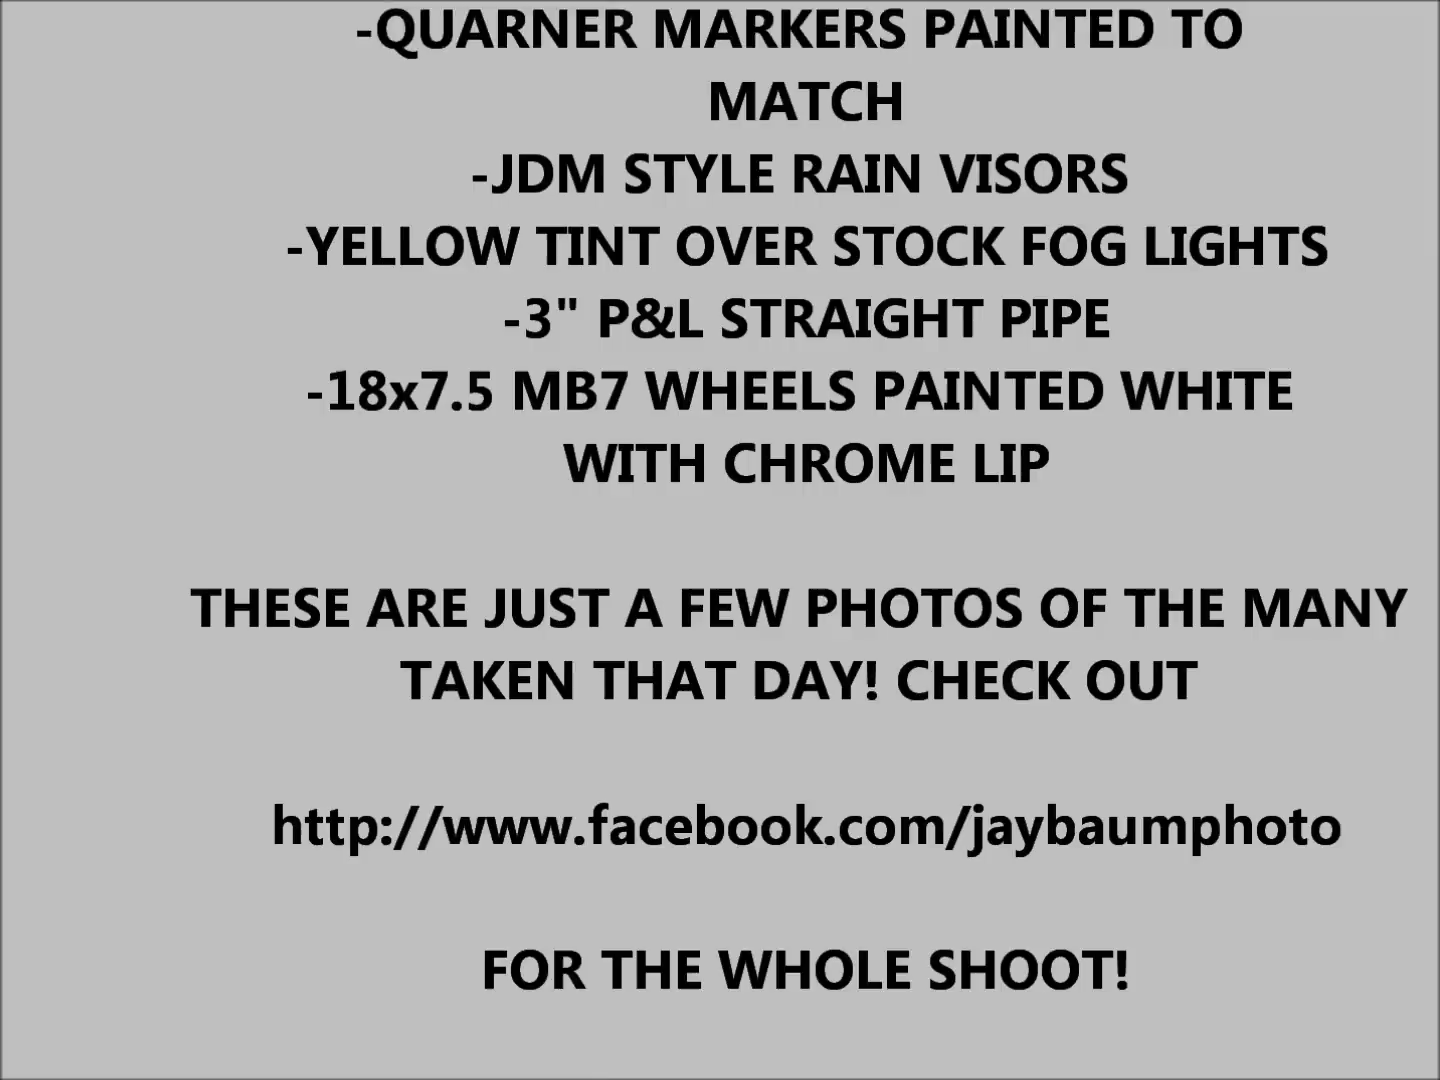 -QUARNER MARKERS PAINTED TO
MATCH
-JDM STYLE RAIN VISORS
-YELLOW TINT OVER STOCK FOG LIGHTS
-3" P&L STRAIGHT PIPE
-18x7.5 MB7 WHEELS PAINTED WHITE
WITH CHROME LIP
THESE ARE JUST A FEW PHOTOS OF THE MANY
TAKEN THAT DAY! CHECK OUT
http://www.facebook.com/jaybaumphoto
FOR THE WHOLE SHOOT!